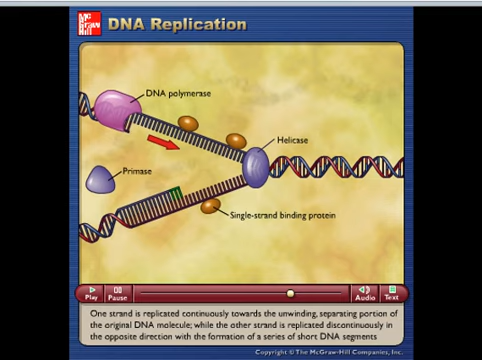 Mc
Graw
Hill
DNA Replication
DNA polymerase
Helicase
Primase
Single-strand binding protein
Play
Pause
Audio
Text
One strand is replicated continuously towards the unwinding, separating portion of
the original DNA molecule; while the other strand is replicated discontinuously in
the opposite direction with the formation of a series of short DNA segments
Copyright © The McGraw-Hill Companies, Inc.